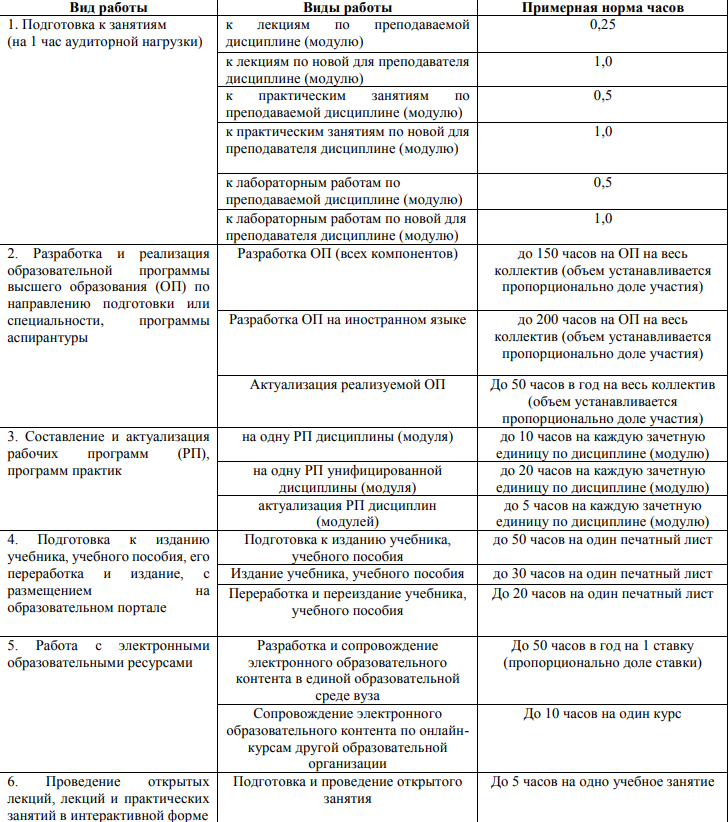 Вид работы
Виды работы
Примерная норма часов
1. Подготовка к занятиям
(на 1 час аудиторной нагрузки)
к лекциям по преподаваемой
дисциплине (модулю)
0,25
к лекциям по новой для преподавателя
дисциплине (модулю)
1,0
к практическим занятиям по
преподаваемой дисциплине (модулю)
0,5
к практическим занятиям по новой для
преподавателя дисциплине (модулю)
1,0
к лабораторным работам по
преподаваемой дисциплине (модулю)
0,5
к лабораторным работам по новой для
преподавателя дисциплине (модулю)
1,0
2. Разработка и реализация
образовательной программы
высшего образования (ОП) по
направлению подготовки или
специальности, программы
аспирантуры
Разработка ОП (всех компонентов)
до 150 часов на ОП на весь
коллектив (объем устанавливается
пропорционально доле участия)
Разработка ОП на иностранном языке
до 200 часов на ОП на весь
коллектив (объем устанавливается
пропорционально доле участия)
Актуализация реализуемой ОП
До 50 часов в год на весь коллектив
(объем устанавливается
пропорционально доле участия)
3. Составление и актуализация
рабочих программ (РП),
программ практик
на одну РП дисциплины (модуля)
до 10 часов на каждую зачетную
единицу по дисциплине (модулю)
на одну РП унифицированной
дисциплины (модуля)
до 20 часов на каждую зачетную
единицу по дисциплине (модулю)
актуализация РП дисциплин
(модулей)
до 5 часов на каждую зачетную
единицу по дисциплине (модулю)
4. Подготовка к изданию
учебника, учебного пособия, его
переработка и издание, с
размещением на
образовательном портале
Подготовка к изданию учебника,
учебного пособия
до 50 часов на один печатный лист
Издание учебника, учебного пособия
до 30 часов на один печатный лист
Переработка и переиздание учебника,
учебного пособия
До 20 часов на один печатный лист
5. Работа с электронными
образовательными ресурсами
Разработка и сопровождение
электронного образовательного
контента в единой образовательной
среде вуза
До 50 часов в год на 1 ставку
(пропорционально доле ставки)
Сопровождение электронного
образовательного контента по онлайн-
курсам другой образовательной
организации
До 10 часов на один курс
6. Проведение открытых
лекций, лекций и практических
занятий в интерактивной форме
Подготовка и проведение открытого
занятия
До 5 часов на одно учебное занятие